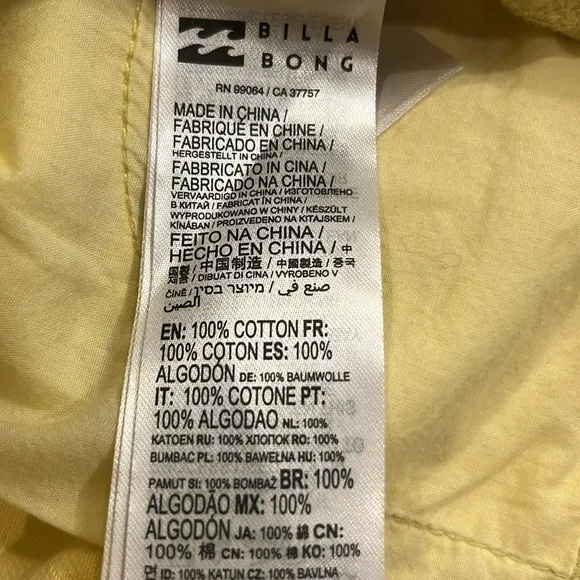 BILLA
BONG
RN 99064 / CA 37757
MADE IN CHINA /
FABRIQUÉ EN CHINE /
FABRICADO EN CHINA /
HERGESTELLT IN CHINA /
FABBRICATO IN CINA /
FABRICADO NA CHINA /
VERVAARDIGD IN CHINA / ИЗГОТОВЛЕНО
В КИТАЙ / FABRICAT ÎN CHINA /
WYPRODUKOWANO W CHINY / KÉSZÜLT
KÍNÁBAN / PROIZVEDENO NA KITAJSKEM /
FEITO NA CHINA /
HECHO EN CHINA / 中
国製 / 中国制造 / 中國製造 / 중국
제조 / DIBUAT DI CINA / VYROBENO V
ČÍNĚ / מיוצר בסין / صنع في
الصين
EN: 100% COTTON FR:
100% COTON ES: 100%
ALGODÓN DE: 100% BAUMWOLLE
IT: 100% COTONE PT:
100% ALGODAO NL: 100%
KATOEN RU: 100% ХЛОПОК RO: 100%
BUMBAC PL: 100% BAWEŁNA HU: 100%
PAMUT SI: 100% BOMBAŽ BR: 100%
ALGODÃO MX: 100%
ALGODÓN JA: 100% 綿 CN:
100% 棉 CN: 100% 棉 KO: 100%
면 ID: 100% KATUN CZ: 100% BAVLNA